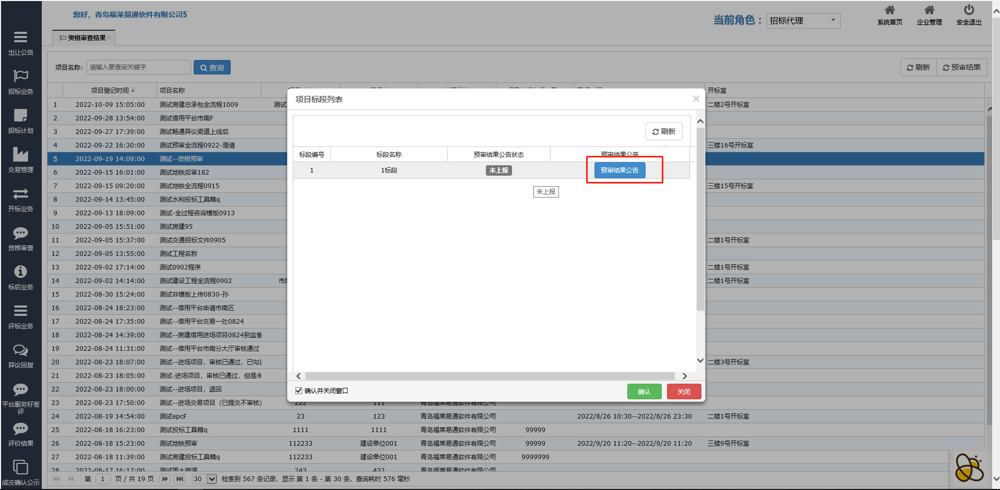 您好，青岛福莱易通软件有限公司5
当前角色：
招标代理
系统首页
企业管理
安全退出
资格审查结果
出让公告
招标业务
招标计划
交易管理
开标业务
资格审查
标后业务
评标业务
异议回复
平台服务好差评
评价结果
成交确认公示
项目名称：
请输入要查询关键字
查询
刷新
预审结果
项目登记时间 项目名称 开标室
1 2022-10-09 15:05:00 测试房建总承包全流程1009 测试 二楼2号开标室
2 2022-09-28 13:54:00 测试借用平台市南F
3 2022-09-27 17:39:00 测试畅通异议渠道上线后
4 2022-09-22 16:30:00 测试预审全流程0922-澄清 三楼16号开标室
5 2022-09-19 14:09:00 测试--资格预审
6 2022-09-15 16:01:00 测试地铁后审182
7 2022-09-15 09:20:00 测试地铁全流程0915 三楼15号开标室
8 2022-09-14 13:45:00 测试水利投标工具箱q
9 2022-09-13 18:09:00 测试-全过程咨询模板0913
10 2022-09-05 15:51:00 测试房建95
11 2022-09-05 15:37:00 测试交通招标文件0905 二楼1号开标室
12 2022-09-05 13:55:00 测试工程名称
13 2022-09-02 17:14:00 测试0902程序 二楼1号开标室
14 2022-09-02 14:14:00 测试建设工程全流程0902 市 二楼1号开标室
15 2022-08-30 15:24:00 测试非模板上传0830-孙
16 2022-08-24 18:23:00 测试--借用平台申请市南区
17 2022-08-24 17:35:00 测试--借用平台交易一处0824
18 2022-08-24 14:39:00 测试--房建借用进场项目0824到监督
19 2022-08-24 11:31:00 测试--借用平台市南分大厅审核通过
20 2022-08-23 18:07:00 测试--进场项目，审核已通过，已勾 二楼3号开标室
21 2022-08-23 18:05:00 测试-进场项目，审核已通过，但是未
22 2022-08-23 18:00:00 测试--进场项目，退回
23 2022-08-23 17:50:00 测试--进场交易项目（已提交不审核） 222 111 青岛福莱易通软件有限公司
24 2022-08-19 14:54:00 测试epcF 23 123 青岛福莱易通软件有限公司 2022/8/26 10:30--2022/8/26 23:30 二楼1号开标室
25 2022-08-18 16:23:00 测试投标工具箱q 1111 1111 青岛福莱易通软件有限公司 99999
26 2022-08-18 15:23:00 测试地铁预审 112233 建设单位001 青岛福莱易通软件有限公司 99999 2022/9/20 11:20--2022/9/20 11:20 三楼9号开标室
27 2022-08-18 11:39:00 测试房建投标工具箱q 112233 建设单位001 青岛福莱易通软件有限公司 9999999
28 2022-08-17 16:17:00 测试国土资源 243 432 青岛福莱易通软件有限公司
第 1 页 / 共 19 页 30 检索到 567 条记录，显示 第 1 条 - 第 30 条，查询耗时 576 毫秒
项目标段列表
刷新
标段编号 标段名称 预审结果公告状态 预审结果公告
1 1标段 未上报 预审结果公告
未上报
确认并关闭窗口
确认
关闭